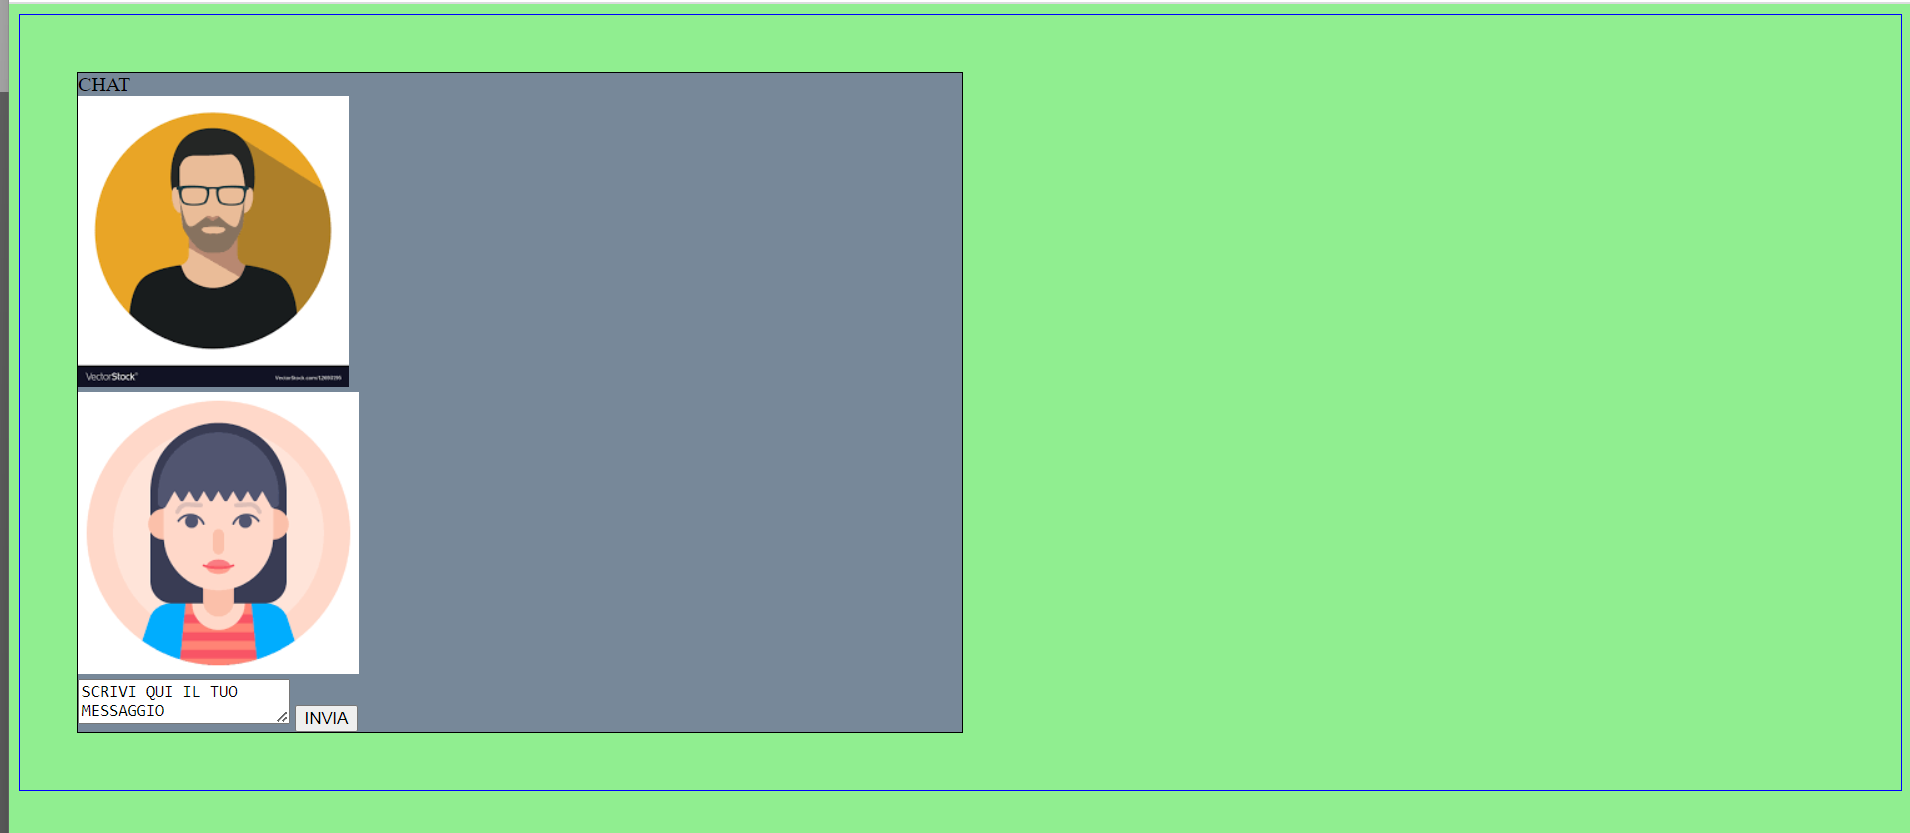 CHAT
VectorStock®
SCRIVI QUI IL TUO
MESSAGGIO
INVIA